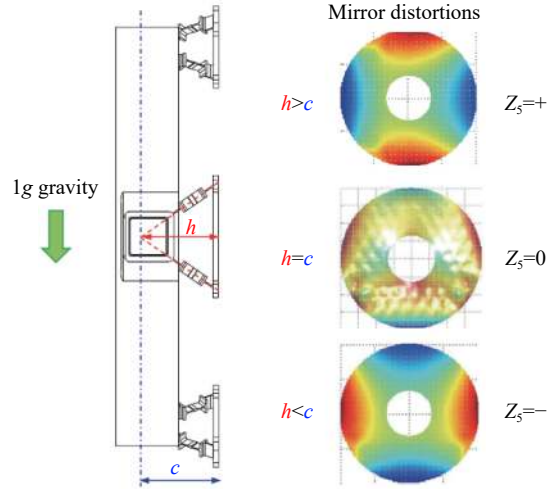 Mirror distortions
h>c
Z₅=+
1g gravity
h
h=c
Z₅=0
h<c
Z₅=−
c